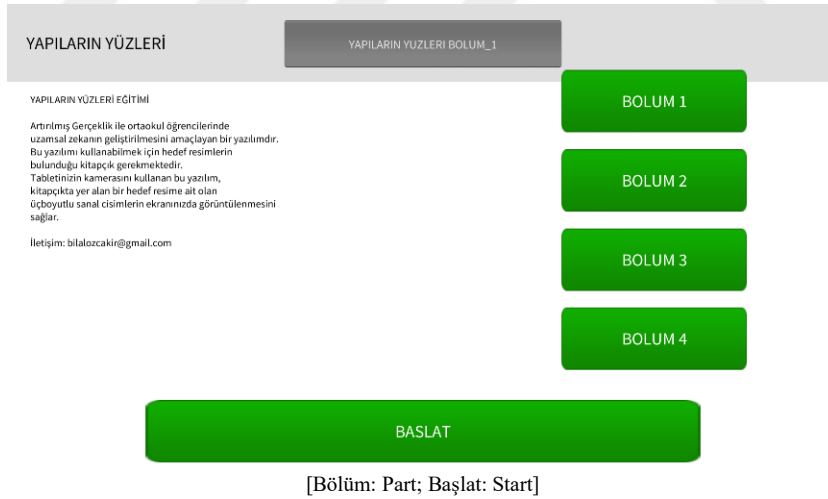 YAPILARIN YÜZLERİ
YAPILARIN YUZLERI BOLUM_1
YAPILARIN YÜZLERİ EĞİTİMİ
Artırılmış Gerçeklik ile ortaokul öğrencilerinde
uzamsal zekanın geliştirilmesini amaçlayan bir yazılımdır.
Bu yazılımı kullanabilmek için hedef resimlerin
bulunduğu kitapçık gerekmektedir.
Tabletinizin kamerasını kullanan bu yazılım,
kitapçıkta yer alan bir hedef resime ait olan
üçboyutlu sanal cisimlerin ekranınızda görüntülenmesini
sağlar.
İletişim: bilalozcakir@gmail.com
BOLUM 1
BOLUM 2
BOLUM 3
BOLUM 4
BASLAT
[Bölüm: Part; Başlat: Start]